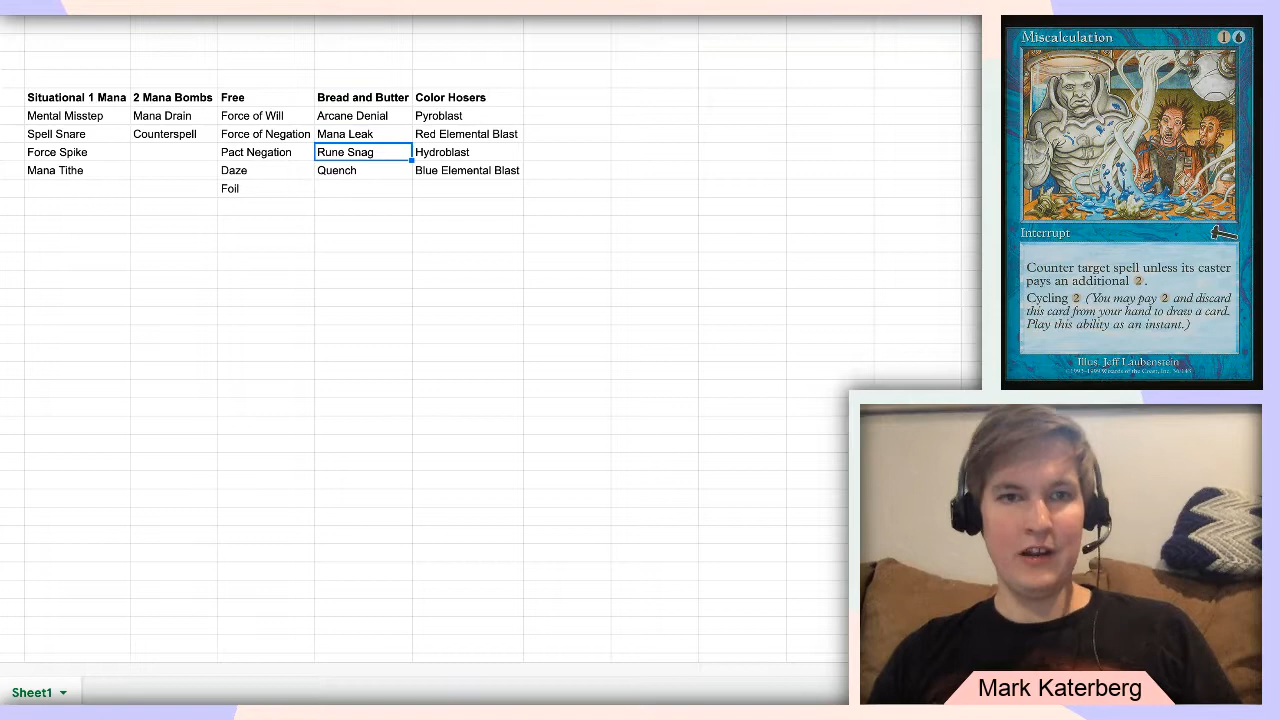 Situational 1 Mana 2 Mana Bombs Free Bread and Butter Color Hosers
Mental Misstep Mana Drain Force of Will Arcane Denial Pyroblast
Spell Snare Counterspell Force of Negation Mana Leak Red Elemental Blast
Force Spike Pact Negation Rune Snag Hydroblast
Mana Tithe Daze Quench Blue Elemental Blast
Foil
Sheet1
Miscalculation 1
Interrupt
Counter target spell unless its caster
pays an additional 2.
Cycling 2 (You may pay 2 and discard
this card from your hand to draw a card.
Play this ability as an instant.)
Illus. Jeff Laubenstein
Mark Katerberg